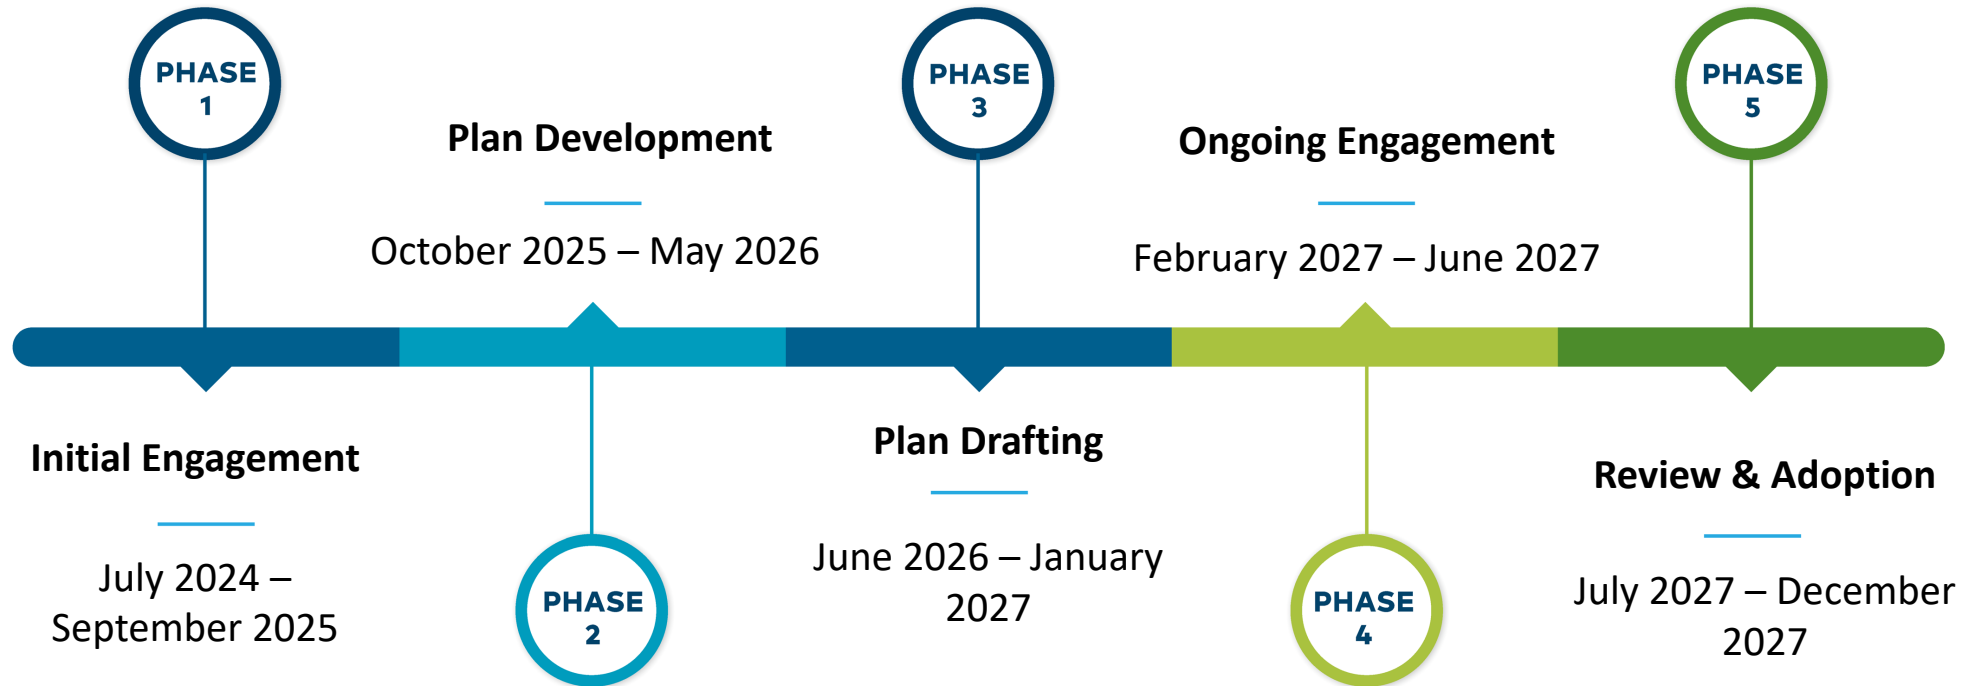 PHASE
1
Initial Engagement
July 2024 –
September 2025
Plan Development
October 2025 – May 2026
PHASE
2
PHASE
3
Plan Drafting
June 2026 – January
2027
Ongoing Engagement
February 2027 – June 2027
PHASE
4
PHASE
5
Review & Adoption
July 2027 – December
2027